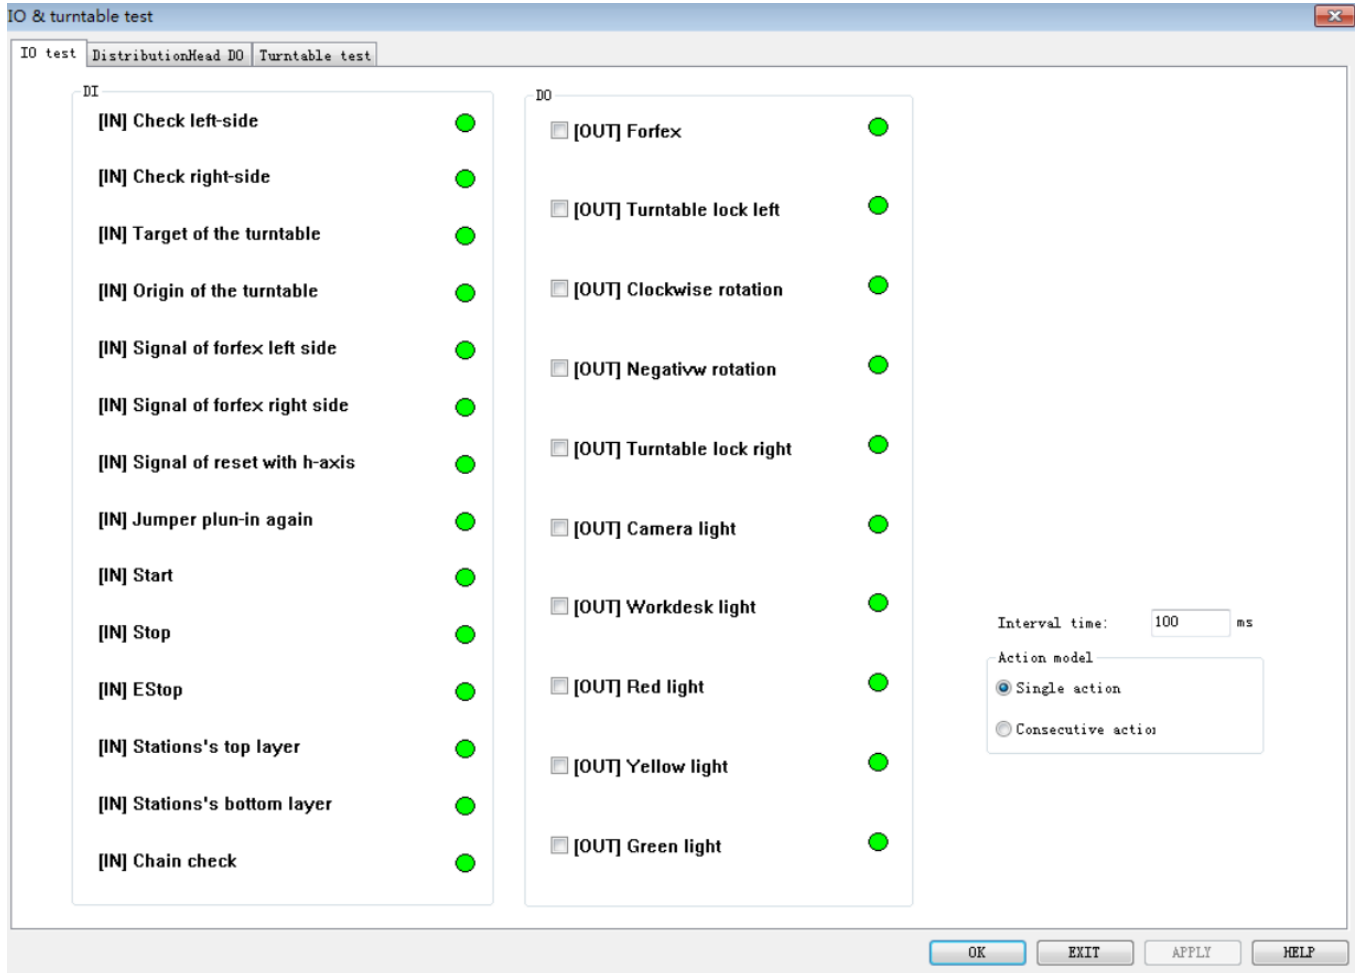 IO & turntable test
IO test
DistributionHead DO
Turntable test
DI
[IN] Check left-side
[IN] Check right-side
[IN] Target of the turntable
[IN] Origin of the turntable
[IN] Signal of forfex left side
[IN] Signal of forfex right side
[IN] Signal of reset with h-axis
[IN] Jumper plun-in again
[IN] Start
[IN] Stop
[IN] EStop
[IN] Stations's top layer
[IN] Stations's bottom layer
[IN] Chain check
DO
[OUT] Forfex
[OUT] Turntable lock left
[OUT] Clockwise rotation
[OUT] Negativw rotation
[OUT] Turntable lock right
[OUT] Camera light
[OUT] Workdesk light
[OUT] Red light
[OUT] Yellow light
[OUT] Green light
Interval time: 100 ms
Action model
Single action
Consecutive action
OK EXIT APPLY HELP